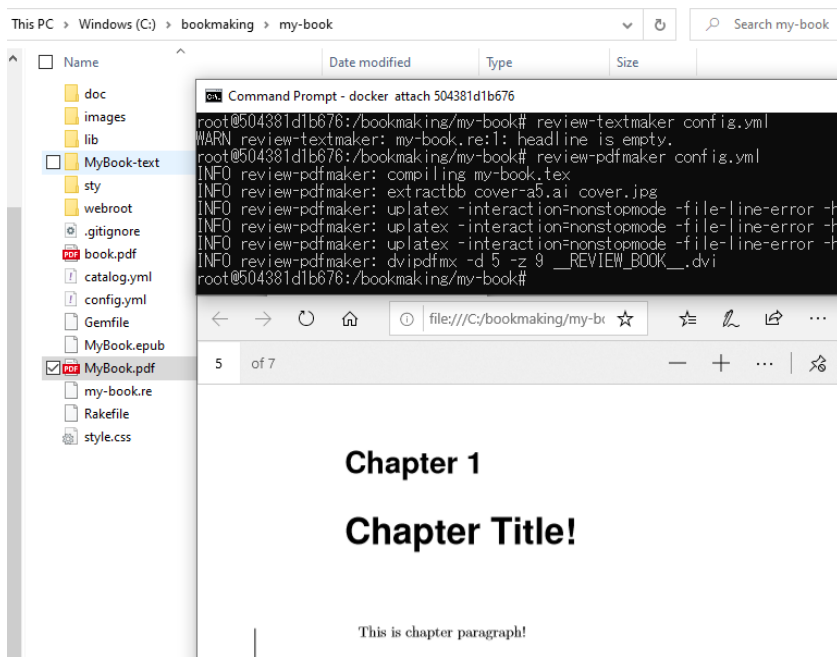 This PC > Windows (C:) > bookmaking > my-book
Search my-book
Name Date modified Type Size
doc
images
lib
MyBook-text
sty
webroot
.gitignore
book.pdf
catalog.yml
config.yml
Gemfile
MyBook.epub
MyBook.pdf
my-book.re
Rakefile
style.css
Command Prompt - docker attach 504381d1b676
root@504381d1b676:/bookmaking/my-book# review-textmaker config.yml
WARN review-textmaker: my-book.re:1: headline is empty.
root@504381d1b676:/bookmaking/my-book# review-pdfmaker config.yml
INFO review-pdfmaker: compiling my-book.tex
INFO review-pdfmaker: extractbb cover-a5.ai cover.jpg
INFO review-pdfmaker: uplatex -interaction=nonstopmode -file-line-error -h
INFO review-pdfmaker: uplatex -interaction=nonstopmode -file-line-error -h
INFO review-pdfmaker: uplatex -interaction=nonstopmode -file-line-error -h
INFO review-pdfmaker: dvipdfmx -d 5 -z 9 __REVIEW_BOOK__.dvi
root@504381d1b676:/bookmaking/my-book#
file:///C:/bookmaking/my-bo
5 of 7
Chapter 1
Chapter Title!
This is chapter paragraph!